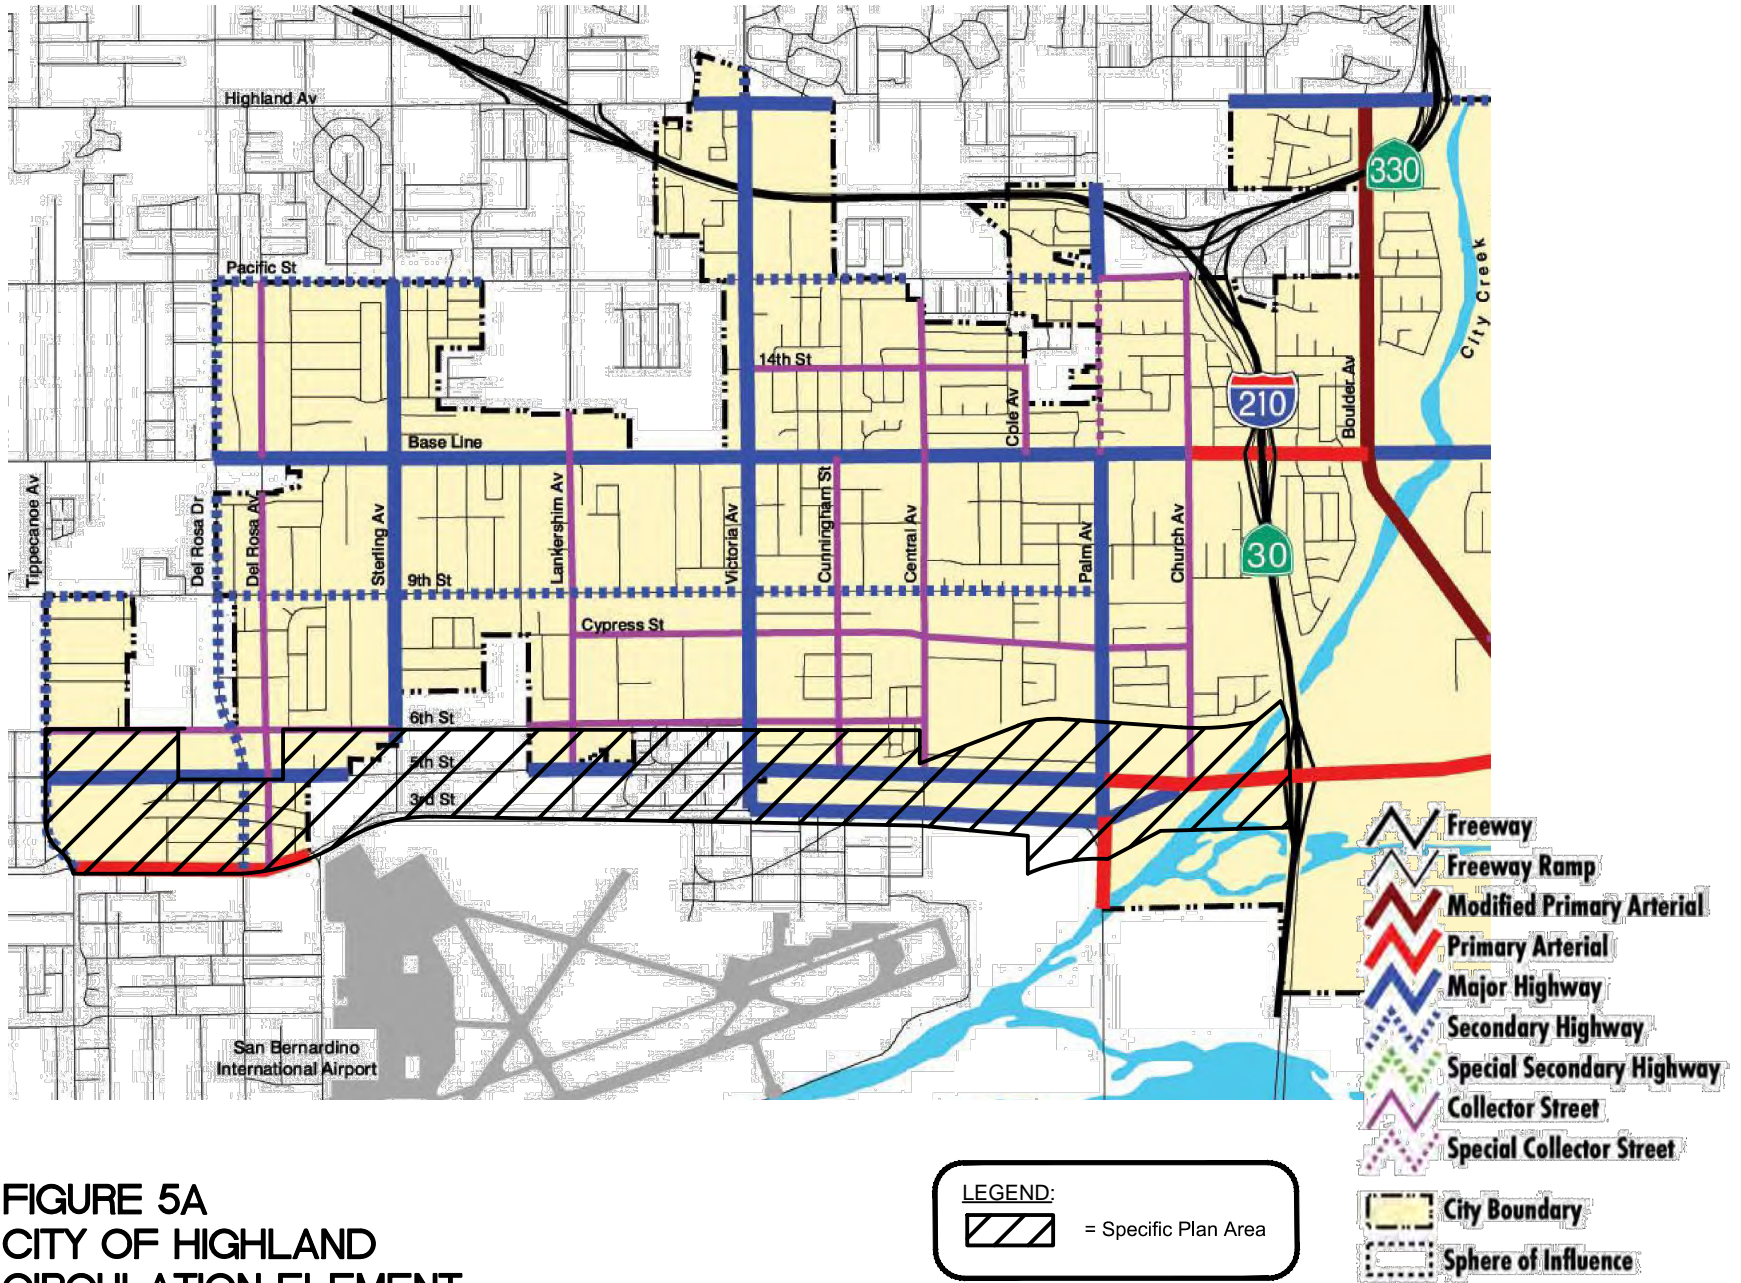 Highland Av
330
Pacific St
City Creek
14th St
Cole Av
210
Boulder Av
Base Line
Tippecanoe Av
Del Rosa Dr
Del Rosa Av
Sterling Av
Lankershim Av
Victoria Av
Cunningham St
Central Av
Palm Av
Church Av
30
9th St
Cypress St
6th St
5th St
3rd St
San Bernardino
International Airport
Freeway
Freeway Ramp
Modified Primary Arterial
Primary Arterial
Major Highway
Secondary Highway
Special Secondary Highway
Collector Street
Special Collector Street
City Boundary
Sphere of Influence
LEGEND:
= Specific Plan Area
FIGURE 5A
CITY OF HIGHLAND
CIRCULATION ELEMENT